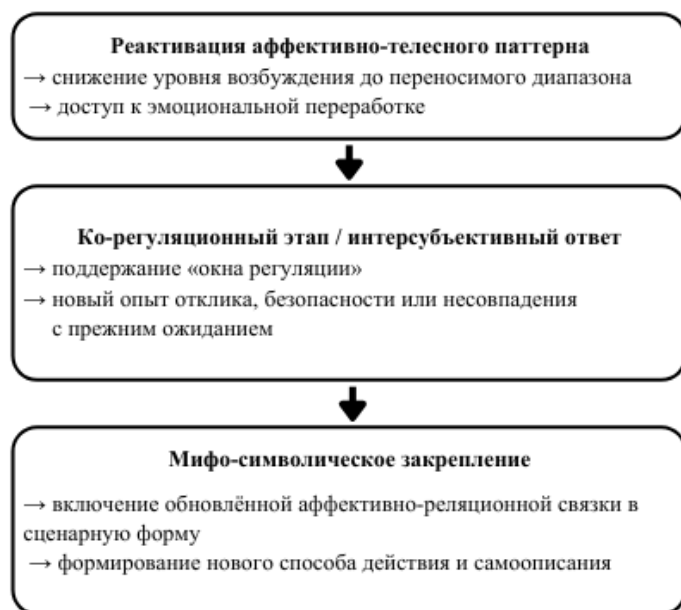 Реактивация аффективно-телесного паттерна
→ снижение уровня возбуждения до переносимого диапазона
→ доступ к эмоциональной переработке
Ко-регуляционный этап / интерсубъективный ответ
→ поддержание «окна регуляции»
→ новый опыт отклика, безопасности или несовпадения
с прежним ожиданием
Мифо-символическое закрепление
→ включение обновлённой аффективно-реляционной связки в
сценарную форму
→ формирование нового способа действия и самоописания